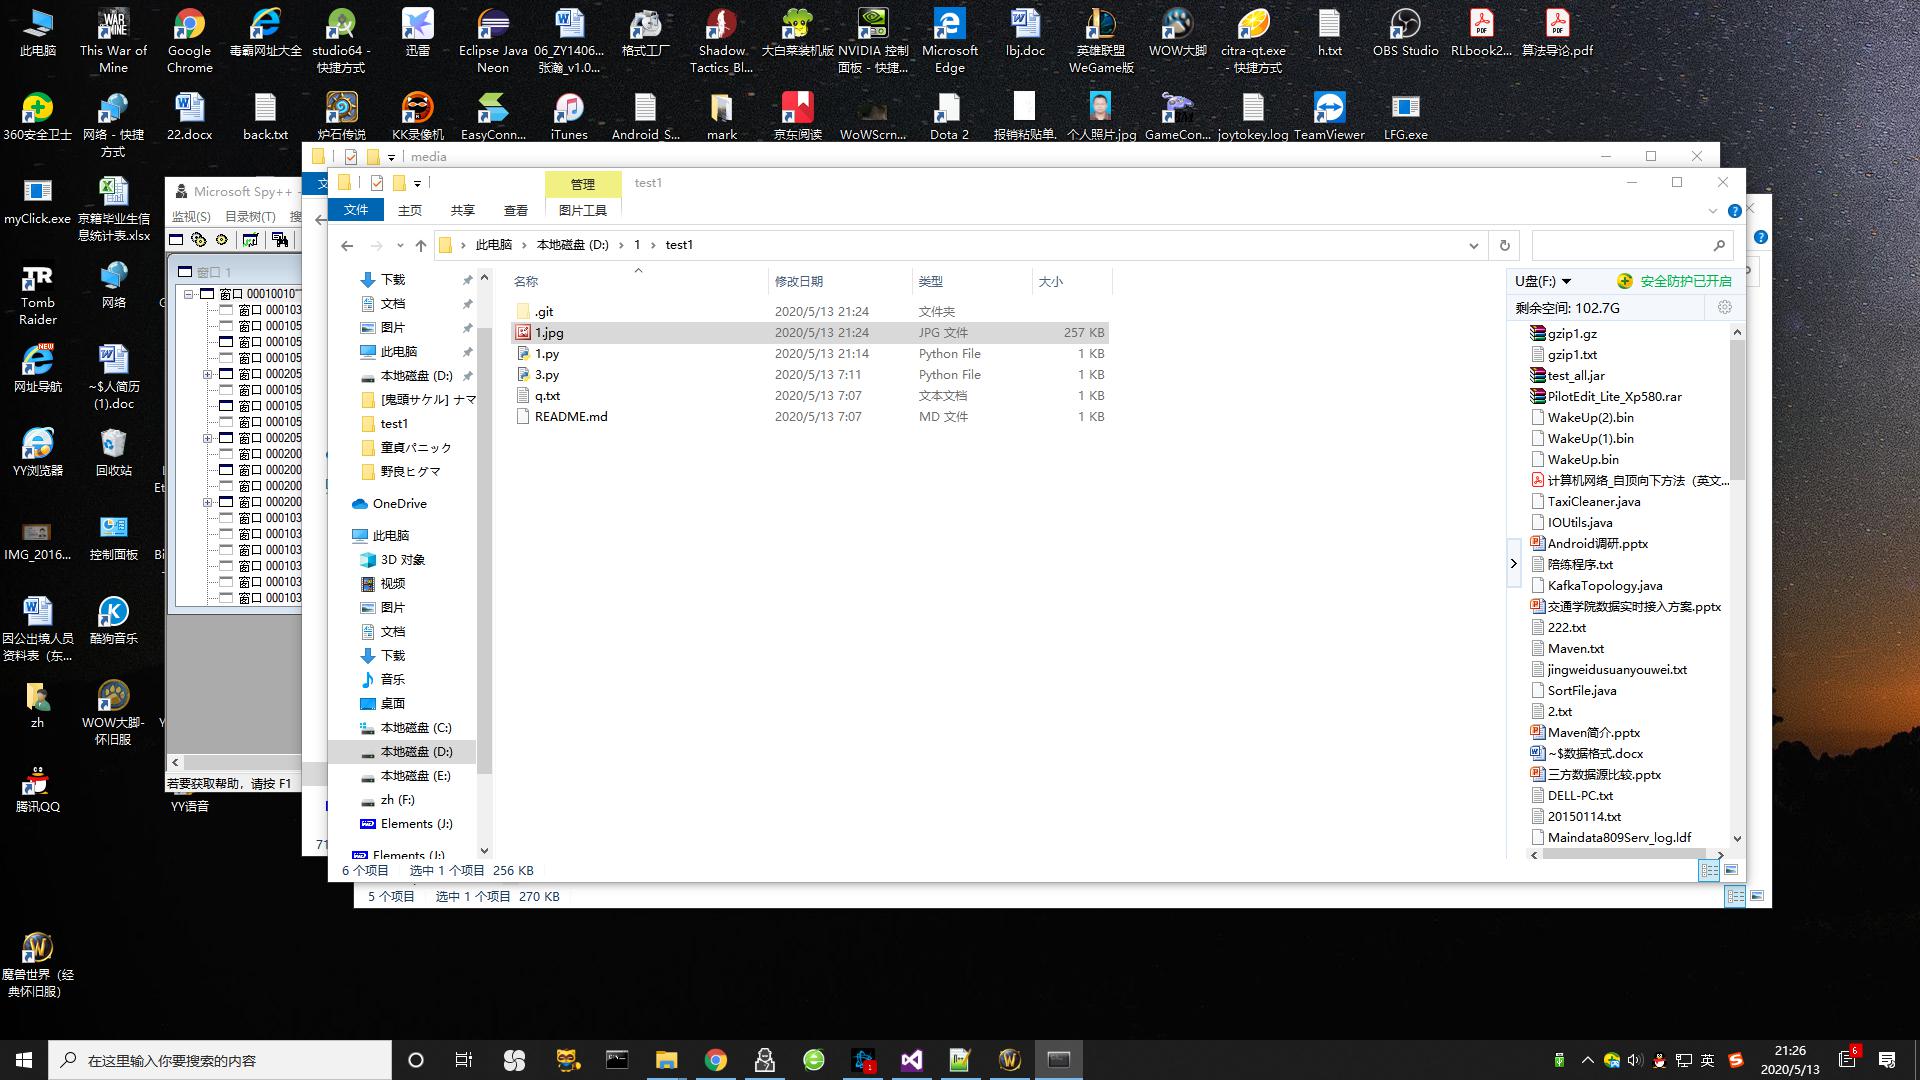 此电脑
This War of
Mine
Google
Chrome
毒霸网址大全
studio64 -
快捷方式
迅雷
Eclipse Java
Neon
06_ZY1406...
张瀚_v1.0...
格式工厂
Shadow
Tactics Bl...
大白菜装机版
NVIDIA 控制
面板 - 快捷...
Microsoft
Edge
lbj.doc
英雄联盟
WeGame版
WOW大脚
citra-qt.exe
- 快捷方式
h.txt
OBS Studio
RLbook2...
算法导论.pdf
360安全卫士
网络 - 快捷
方式
22.docx
back.txt
炉石传说
KK录像机
EasyConn...
iTunes
Android_S...
mark
京东阅读
WoWScrn...
Dota 2
报销粘贴单.
个人照片.jpg
GameCon...
joytokey.log
TeamViewer
LFG.exe
myClick.exe
京籍毕业生信
息统计表.xlsx
Tomb
Raider
网络
网址导航
~$人简历
(1).doc
YY浏览器
回收站
IMG_2016...
控制面板
因公出境人员
资料表（东...
酷狗音乐
zh
WOW大脚-
怀旧服
腾讯QQ
YY语音
魔兽世界（经
典怀旧服）
Microsoft Spy++ -
监视(S) 目录树(T) 搜
窗口 1
窗口 00010010"
窗口 000103
窗口 000105
窗口 000105
窗口 000105
窗口 000205
窗口 000105
窗口 000105
窗口 000105
窗口 000205
窗口 000200
窗口 000200
窗口 000200
窗口 000200
窗口 000103
窗口 000103
窗口 000103
窗口 000103
窗口 000103
窗口 000103
若要获取帮助，请按 F1
media
管理
test1
文件 主页 共享 查看 图片工具
此电脑 › 本地磁盘 (D:) › 1 › test1
下载
文档
图片
此电脑
本地磁盘 (D:)
[鬼頭サケル] ナマ
test1
童貞パニック
野良ヒグマ
OneDrive
此电脑
3D 对象
视频
图片
文档
下载
音乐
桌面
本地磁盘 (C:)
本地磁盘 (D:)
本地磁盘 (E:)
zh (F:)
Elements (J:)
Elements (J:)
名称 修改日期 类型 大小
.git 2020/5/13 21:24 文件夹
1.jpg 2020/5/13 21:24 JPG 文件 257 KB
1.py 2020/5/13 21:14 Python File 1 KB
3.py 2020/5/13 7:11 Python File 1 KB
q.txt 2020/5/13 7:07 文本文档 1 KB
README.md 2020/5/13 7:07 MD 文件 1 KB
U盘(F:) 安全防护已开启
剩余空间: 102.7G
gzip1.gz
gzip1.txt
test_all.jar
PilotEdit_Lite_Xp580.rar
WakeUp(2).bin
WakeUp(1).bin
WakeUp.bin
计算机网络_自顶向下方法（英文...
TaxiCleaner.java
IOUtils.java
Android调研.pptx
陪练程序.txt
KafkaTopology.java
交通学院数据实时接入方案.pptx
222.txt
Maven.txt
jingweidusuanyouwei.txt
SortFile.java
2.txt
Maven简介.pptx
~$数据格式.docx
三方数据源比较.pptx
DELL-PC.txt
20150114.txt
Maindata809Serv_log.ldf
6 个项目 选中 1 个项目 256 KB
5 个项目 选中 1 个项目 270 KB
在这里输入你要搜索的内容
英
21:26
2020/5/13
6